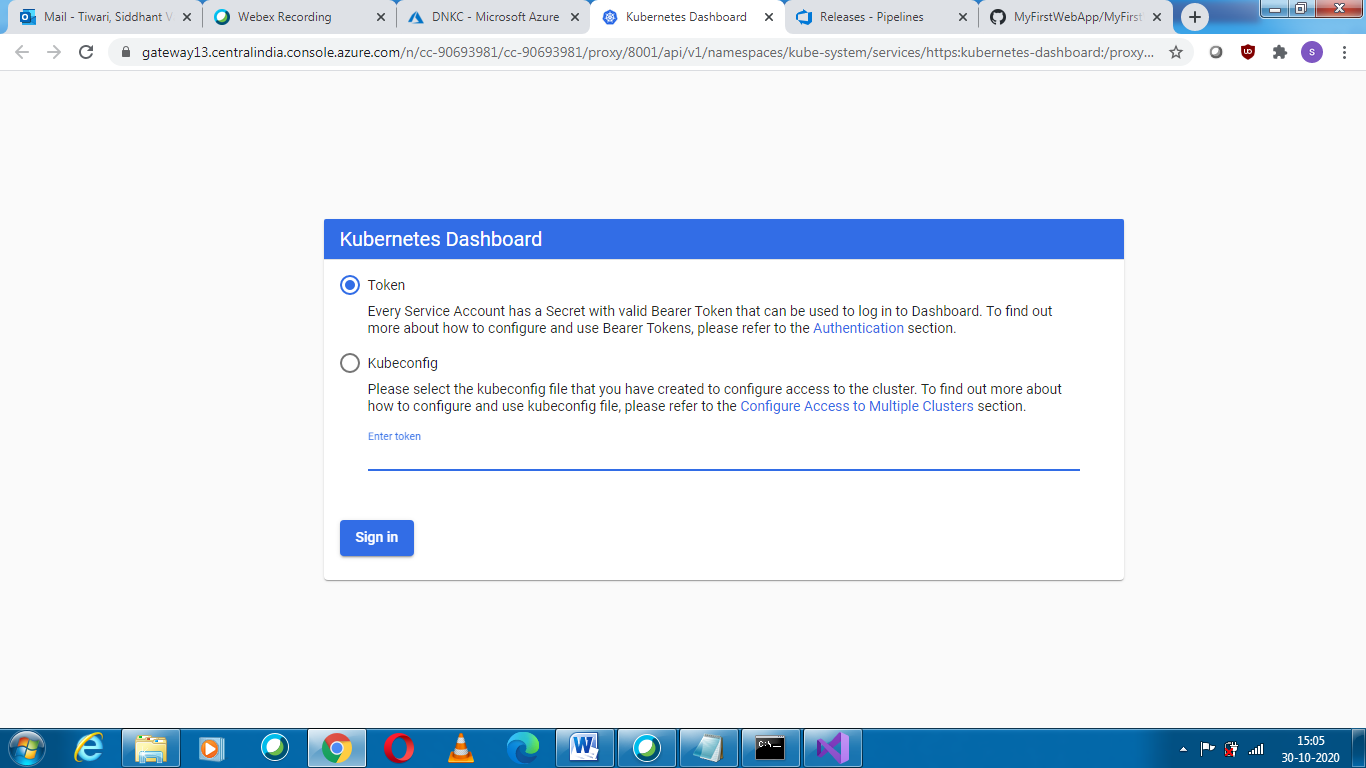 Mail - Tiwari, Siddhant V
Webex Recording
DNKC - Microsoft Azure
Kubernetes Dashboard
Releases - Pipelines
MyFirstWebApp/MyFirst
S
gateway13.centralindia.console.azure.com/n/cc-90693981/cc-90693981/proxy/8001/api/v1/namespaces/kube-system/services/https:kubernetes-dashboard:/proxy...
Kubernetes Dashboard
Token
Every Service Account has a Secret with valid Bearer Token that can be used to log in to Dashboard. To find out
more about how to configure and use Bearer Tokens, please refer to the Authentication section.
Kubeconfig
Please select the kubeconfig file that you have created to configure access to the cluster. To find out more about
how to configure and use kubeconfig file, please refer to the Configure Access to Multiple Clusters section.
Enter token
Sign in
15:05
30-10-2020